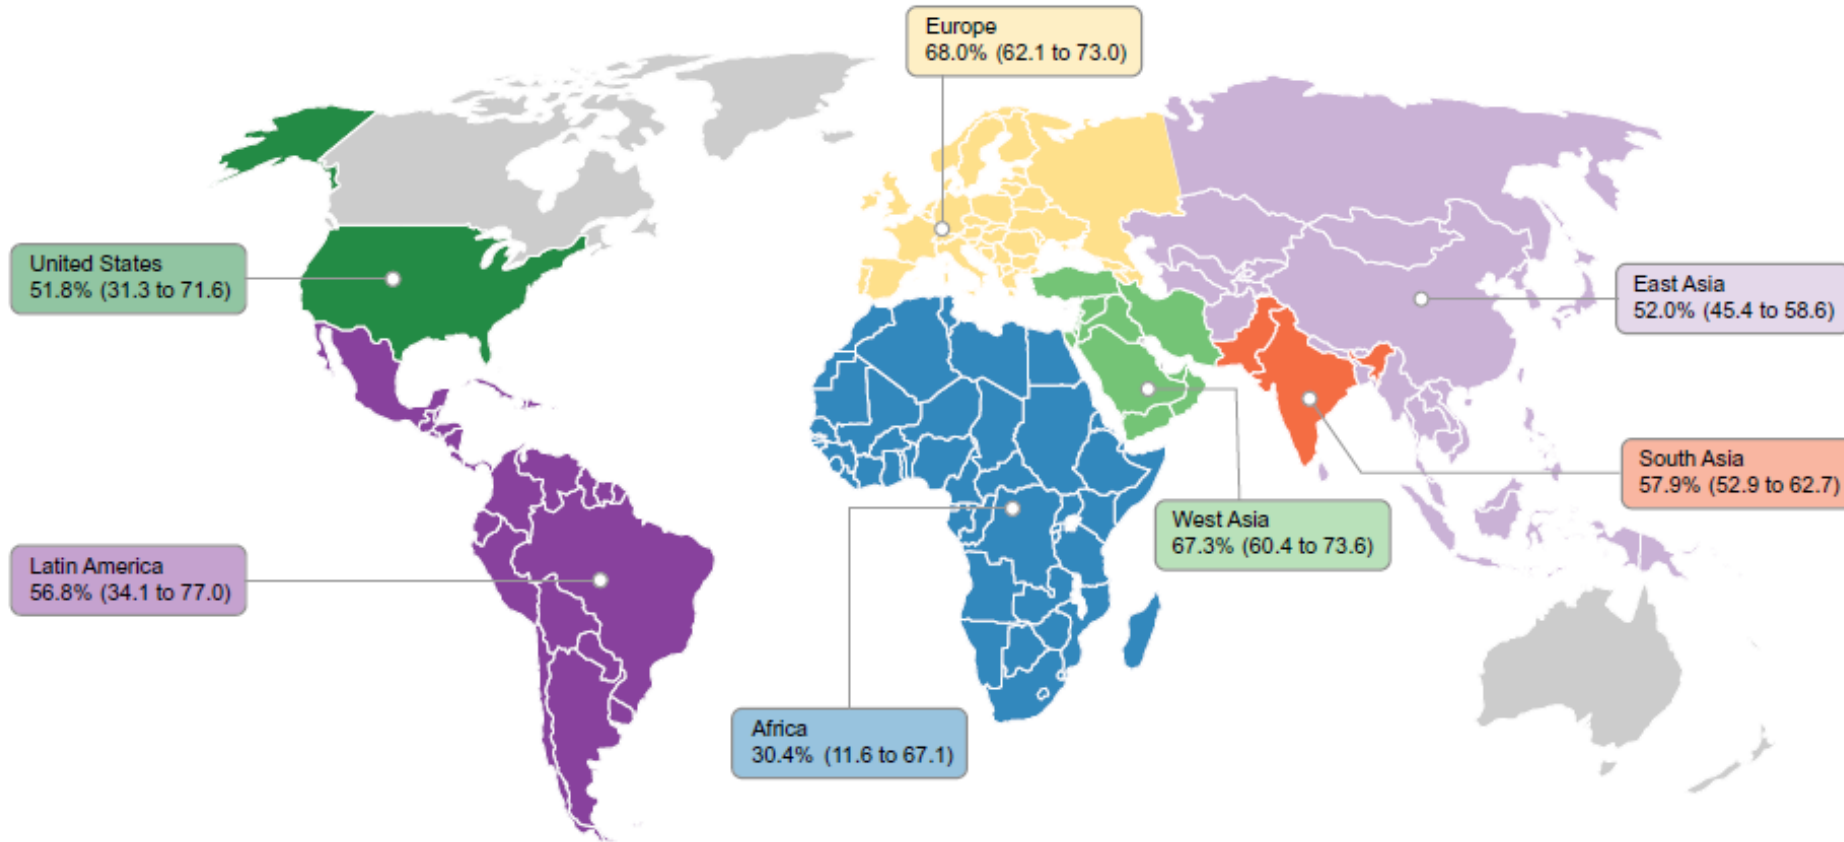 Europe
68.0% (62.1 to 73.0)
United States
51.8% (31.3 to 71.6)
East Asia
52.0% (45.4 to 58.6)
South Asia
57.9% (52.9 to 62.7)
West Asia
67.3% (60.4 to 73.6)
Latin America
56.8% (34.1 to 77.0)
Africa
30.4% (11.6 to 67.1)